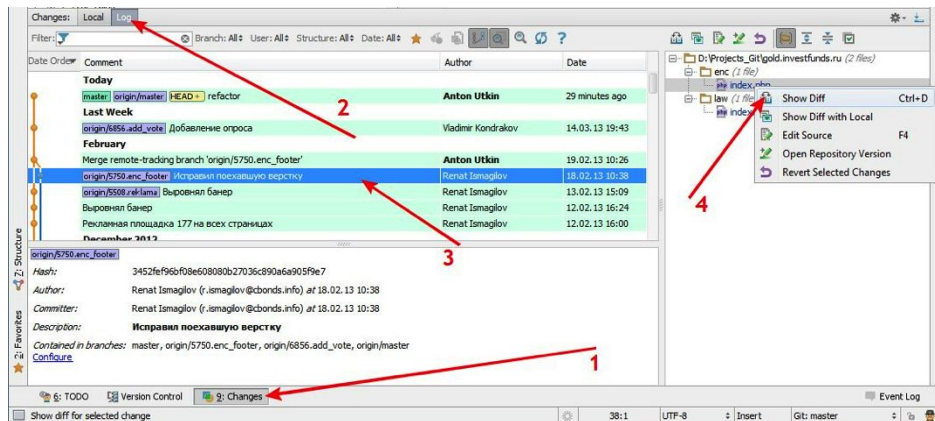 Changes: Local Log
Filter: Branch: All User: All Structure: All Date: All ?
Date Order Comment Author Date
Today
master origin/master HEAD refactor Anton Utkin 29 minutes ago
Last Week
origin/6856.add_vote Добавление опроса Vladimir Kondrakov 14.03.13 19:43
February
Merge remote-tracking branch 'origin/5750.enc_footer' Anton Utkin 19.02.13 10:26
origin/5750.enc_footer Исправил поехавшую верстку Renat Ismagilov 18.02.13 10:38
origin/5508.reklama Выровнял банер Renat Ismagilov 13.02.13 15:09
Выровнял банер Renat Ismagilov 12.02.13 16:24
Рекламная площадка 177 на всех страницах Renat Ismagilov 12.02.13 16:00
December 2012
D:\Projects_Git\gold.investfunds.ru (2 files)
enc (1 file)
index.php
law (1 file)
index
Show Diff Ctrl+D
Show Diff with Local
Edit Source F4
Open Repository Version
Revert Selected Changes
2
3
4
origin/5750.enc_footer
Hash: 3452fef96bf08e608080b27036c890a6a905f9e7
Author: Renat Ismagilov (r.ismagilov@cbonds.info) at 18.02.13 10:38
Committer: Renat Ismagilov (r.ismagilov@cbonds.info) at 18.02.13 10:38
Description: Исправил поехавшую верстку
Contained in branches: master, origin/5750.enc_footer, origin/6856.add_vote, origin/master
Configure
1
Z: Structure
2: Favorites
6: TODO Version Control 9: Changes Event Log
Show diff for selected change 38:1 UTF-8 Insert Git: master